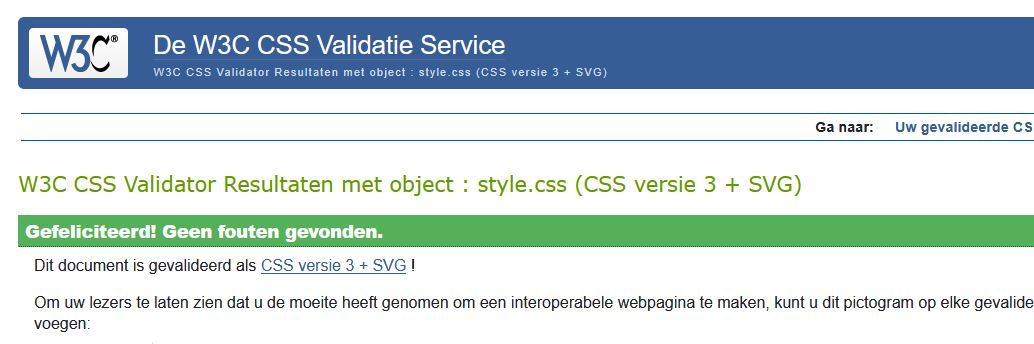 W3C®
De W3C CSS Validatie Service
W3C CSS Validator Resultaten met object : style.css (CSS versie 3 + SVG)
Ga naar: Uw gevalideerde CS
W3C CSS Validator Resultaten met object : style.css (CSS versie 3 + SVG)
Gefeliciteerd! Geen fouten gevonden.
Dit document is gevalideerd als CSS versie 3 + SVG !
Om uw lezers te laten zien dat u de moeite heeft genomen om een interoperabele webpagina te maken, kunt u dit pictogram op elke gevalide
voegen: